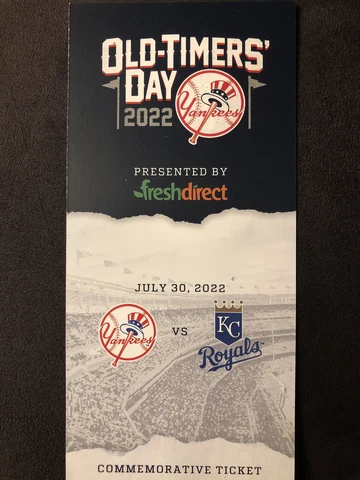 OLD-TIMERS'
DAY
2022
Yankees
PRESENTED BY
freshdirect
JULY 30, 2022
Yankees
VS
KC
Royals
COMMEMORATIVE TICKET